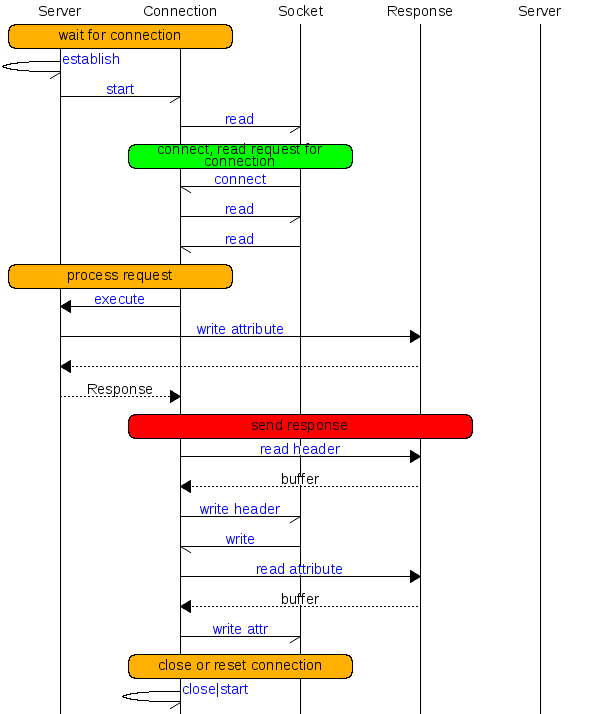 Server Connection Socket Response Server
wait for connection
establish
start
read
connect, read request for
connection
connect
read
read
process request
execute
write attribute
Response
send response
read header
buffer
write header
write
read attribute
buffer
write attr
close or reset connection
close|start